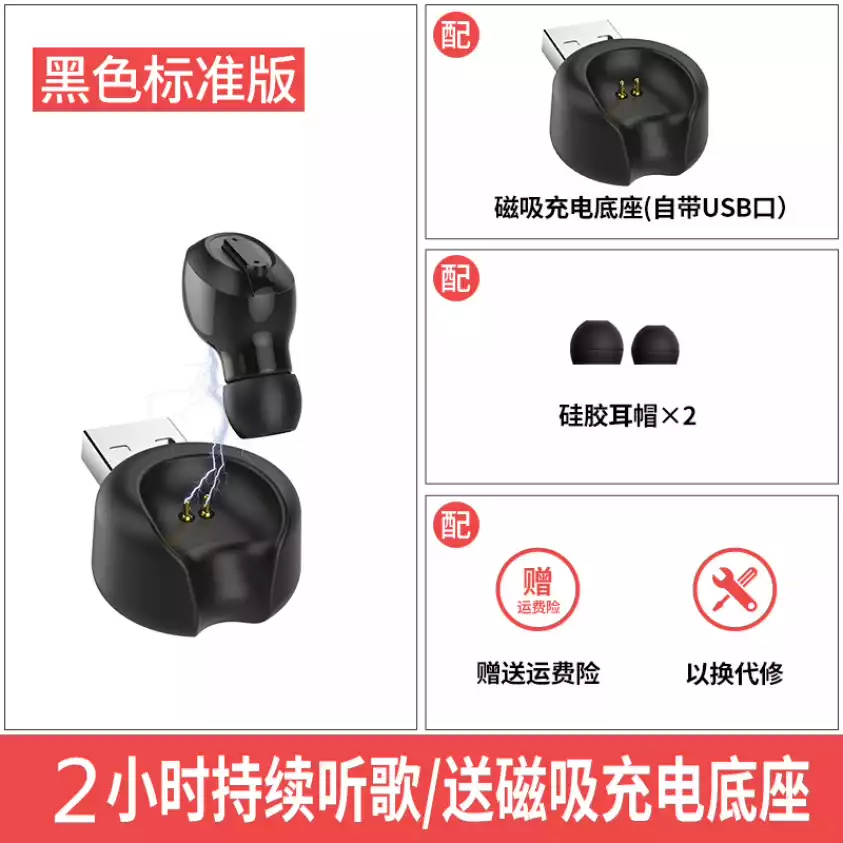 黑色标准版
配
磁吸充电底座(自带USB口)
配
硅胶耳帽×2
配
赠
运费险
赠送运费险
以换代修
2小时持续听歌/送磁吸充电底座